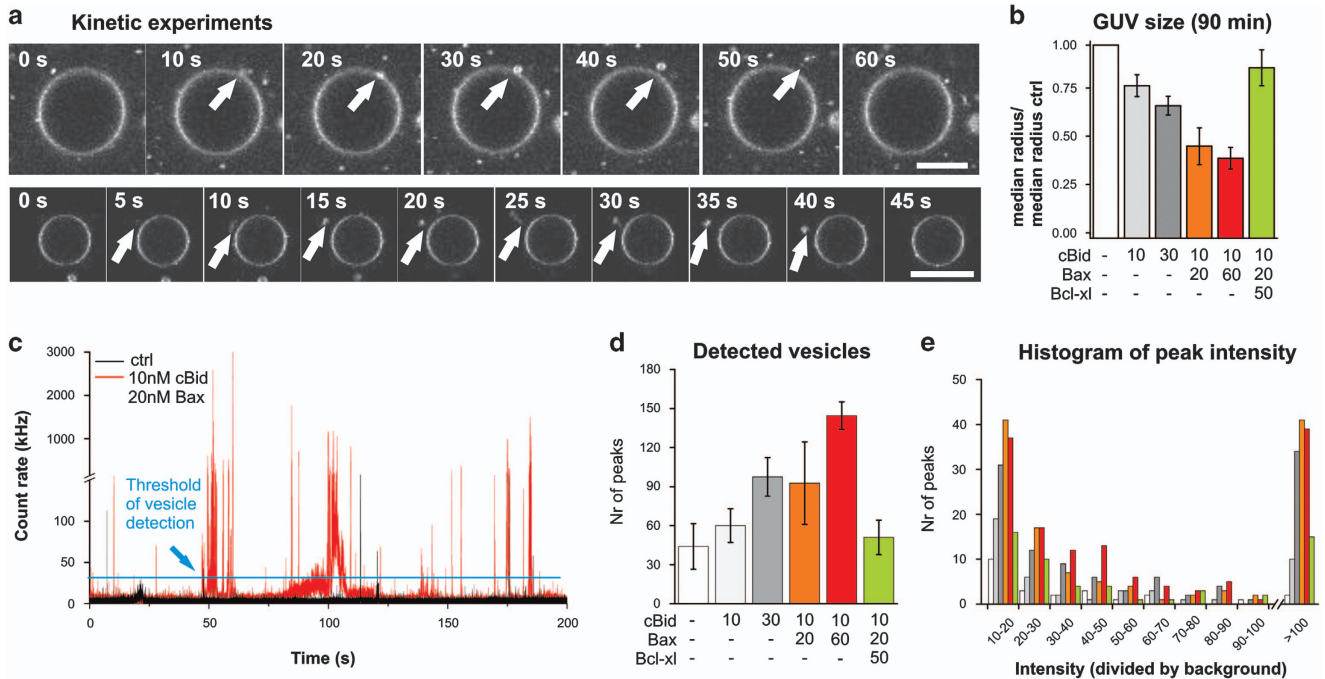 a Kinetic experiments
0 s 10 s 20 s 30 s 40 s 50 s 60 s
0s 5 s 10 s 15 s 20 s 25 s 30 s 35 s 40 s 45 s
b GUV size (90 min)
median radius/
median radius ctrl
1.00
0.75
0.50
0.25
0.00
cBid - 10 30 10 10 10
Bax - - - 20 60 20
Bcl-xl - - - - - 50
c
ctrl
10nM cBid
20nM Bax
Threshold
of vesicle
detection
Count rate (kHz)
3000
2000
1000
100
50
0
0 50 100 150 200
Time (s)
d Detected vesicles
Nr of peaks
180
150
120
90
60
30
0
cBid - 10 30 10 10 10
Bax - - - 20 60 20
Bcl-xl - - - - - 50
e Histogram of peak intensity
Nr of peaks
50
40
30
20
10
0
10-20 20-30 30-40 40-50 50-60 60-70 70-80 80-90 90-100 >100
Intensity (divided by background)